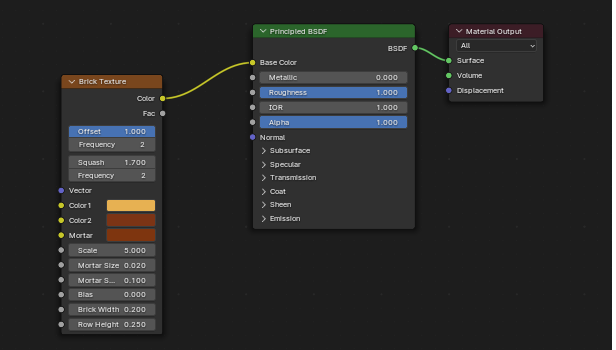 Brick Texture
Color
Fac
Offset 1.000
Frequency 2
Squash 1.700
Frequency 2
Vector
Color1
Color2
Mortar
Scale 5.000
Mortar Size 0.020
Mortar S... 0.100
Bias 0.000
Brick Width 0.200
Row Height 0.250
Principled BSDF
BSDF
Base Color
Metallic 0.000
Roughness 1.000
IOR 1.000
Alpha 1.000
Normal
Subsurface
Specular
Transmission
Coat
Sheen
Emission
Material Output
All
Surface
Volume
Displacement